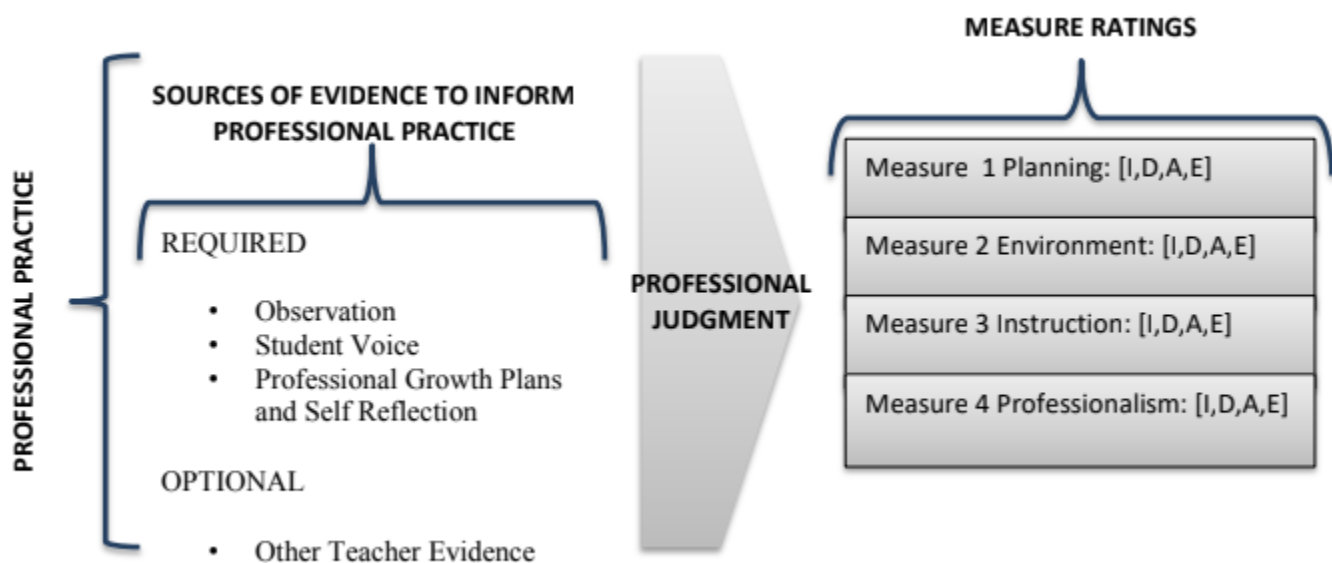 PROFESSIONAL PRACTICE
SOURCES OF EVIDENCE TO INFORM
PROFESSIONAL PRACTICE
REQUIRED
• Observation
• Student Voice
• Professional Growth Plans
and Self Reflection
OPTIONAL
• Other Teacher Evidence
PROFESSIONAL
JUDGMENT
MEASURE RATINGS
Measure 1 Planning: [I,D,A,E]
Measure 2 Environment: [I,D,A,E]
Measure 3 Instruction: [I,D,A,E]
Measure 4 Professionalism: [I,D,A,E]